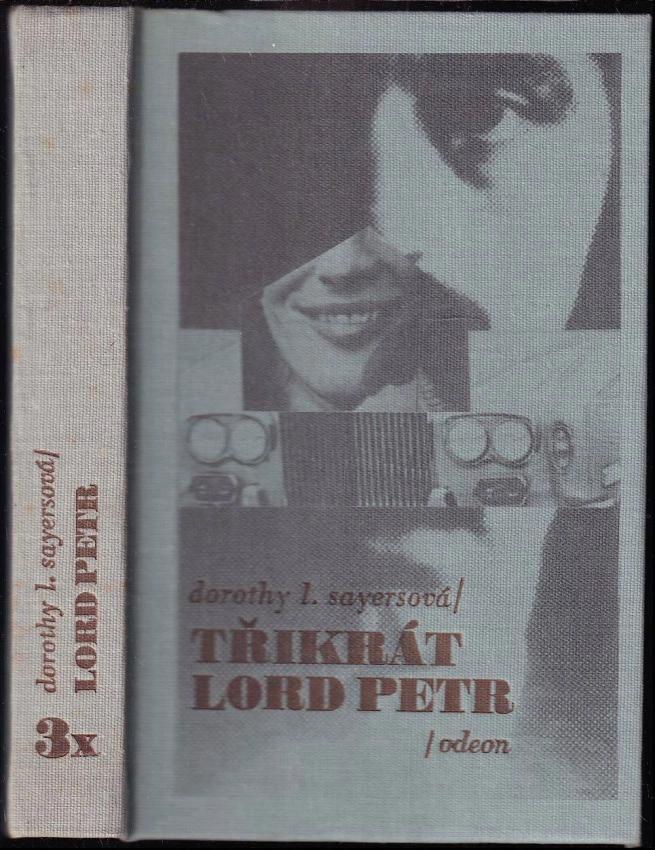 dorothy l. sayersová/
LORD PETR
3x
dorothy l. sayersová/
TŘIKRÁT
LORD PETR
/odeon